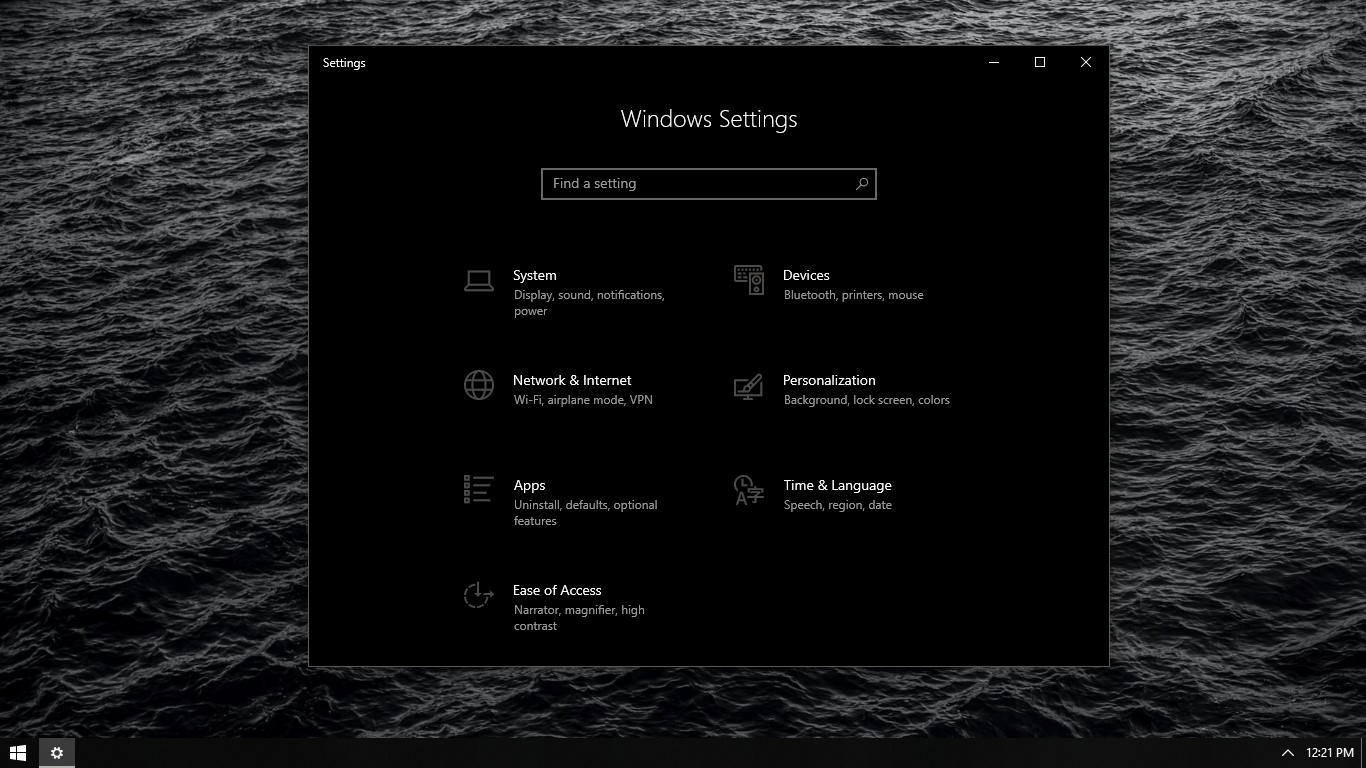 Settings
Windows Settings
Find a setting
System
Display, sound, notifications,
power
Devices
Bluetooth, printers, mouse
Network & Internet
Wi-Fi, airplane mode, VPN
Personalization
Background, lock screen, colors
Apps
Uninstall, defaults, optional
features
Time & Language
Speech, region, date
Ease of Access
Narrator, magnifier, high
contrast
12:21 PM